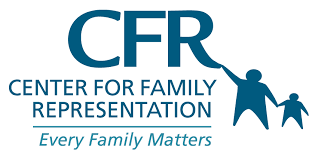 CFR
CENTER FOR FAMILY
REPRESENTATION
Every Family Matters